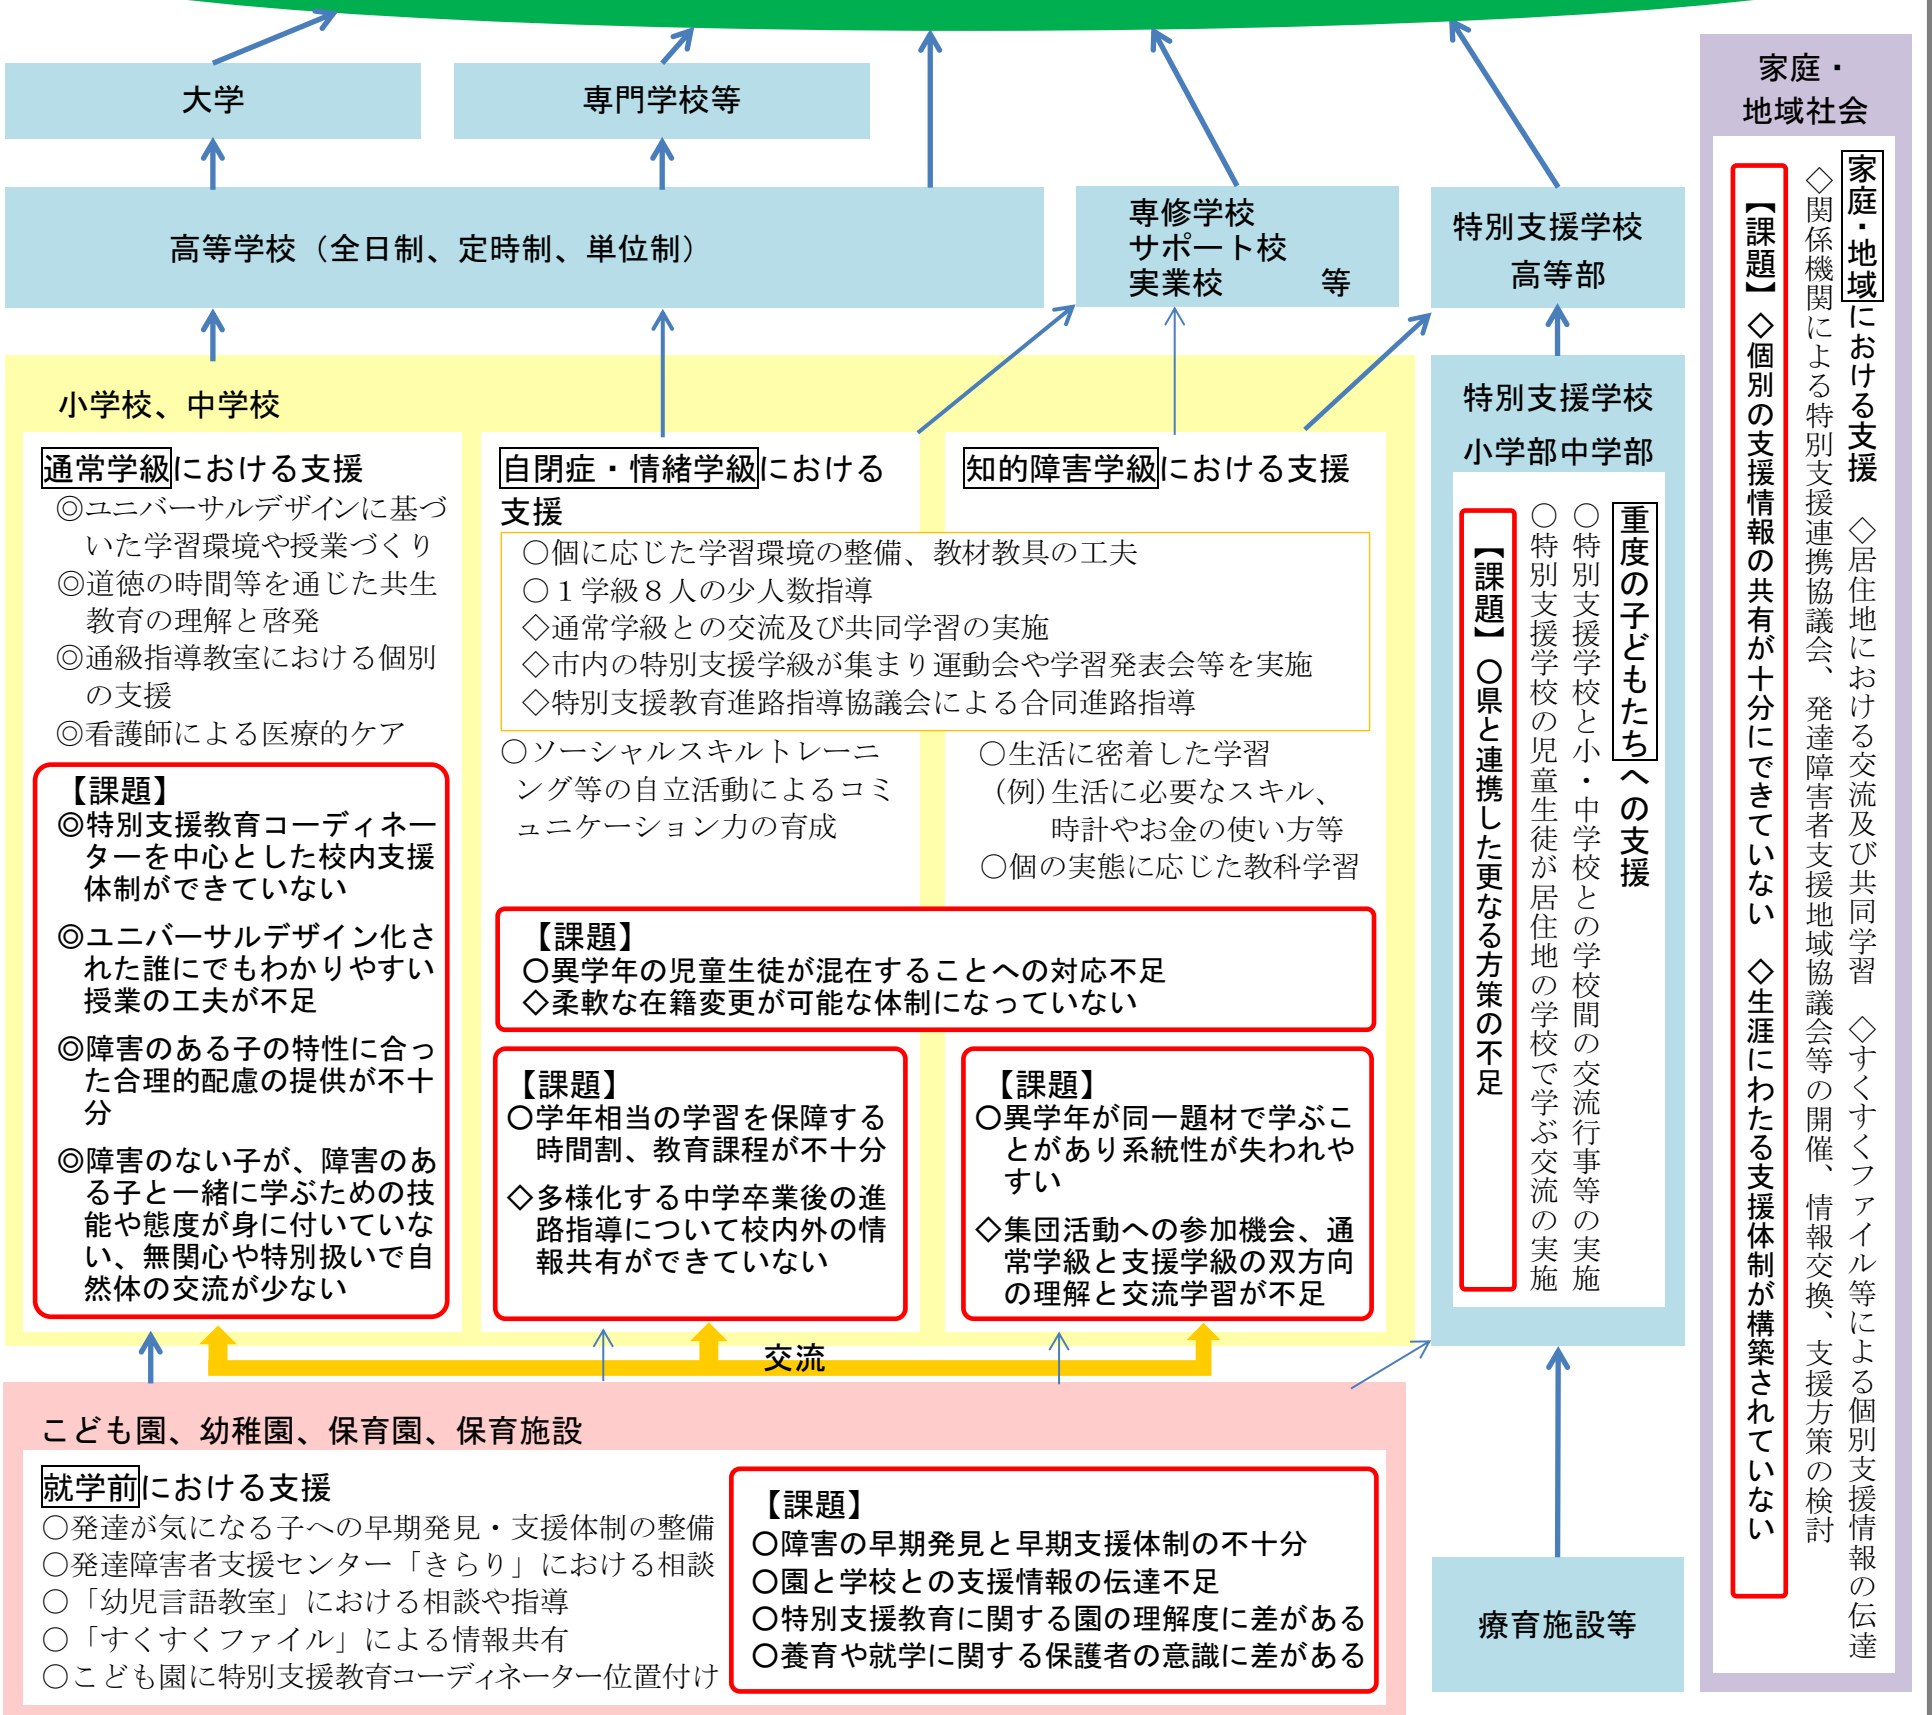 大学
専門学校等
高等学校（全日制、定時制、単位制）
専修学校
サポート校
実業校　　　等
特別支援学校
高等部
小学校、中学校
通常学級における支援
◎ユニバーサルデザインに基づ
いた学習環境や授業づくり
◎道徳の時間等を通じた共生
教育の理解と啓発
◎通級指導教室における個別
の支援
◎看護師による医療的ケア
【課題】
◎特別支援教育コーディネー
ターを中心とした校内支援
体制ができていない
◎ユニバーサルデザイン化さ
れた誰にでもわかりやすい
授業の工夫が不足
◎障害のある子の特性に合っ
た合理的配慮の提供が不十
分
◎障害のない子が、障害のあ
る子と一緒に学ぶための技
能や態度が身に付いていな
い、無関心や特別扱いで自
然体の交流が少ない
自閉症・情緒学級における
支援
知的障害学級における支援
○個に応じた学習環境の整備、教材教具の工夫
○１学級８人の少人数指導
◇通常学級との交流及び共同学習の実施
◇市内の特別支援学級が集まり運動会や学習発表会等を実施
◇特別支援教育進路指導協議会による合同進路指導
○ソーシャルスキルトレーニ
ング等の自立活動によるコミ
ュニケーション力の育成
○生活に密着した学習
(例)生活に必要なスキル、
時計やお金の使い方等
○個の実態に応じた教科学習
【課題】
○異学年の児童生徒が混在することへの対応不足
◇柔軟な在籍変更が可能な体制になっていない
【課題】
○学年相当の学習を保障する
時間割、教育課程が不十分
◇多様化する中学卒業後の進
路指導について校内外の情
報共有ができていない
【課題】
○異学年が同一題材で学ぶこ
とがあり系統性が失われや
すい
◇集団活動への参加機会、通
常学級と支援学級の双方向
の理解と交流学習が不足
交流
特別支援学校
小学部中学部
重度の子どもたちへの支援
○特別支援学校と小・中学校との学校間の交流行事等の実施
○特別支援学校の児童生徒が居住地の学校で学ぶ交流の実施
【課題】○県と連携した更なる方策の不足
こども園、幼稚園、保育園、保育施設
就学前における支援
○発達が気になる子への早期発見・支援体制の整備
○発達障害者支援センター「きらり」における相談
○「幼児言語教室」における相談や指導
○「すくすくファイル」による情報共有
○こども園に特別支援教育コーディネーター位置付け
【課題】
○障害の早期発見と早期支援体制の不十分
○園と学校との支援情報の伝達不足
○特別支援教育に関する園の理解度に差がある
○養育や就学に関する保護者の意識に差がある
療育施設等
家庭・
地域社会
家庭・地域における支援　◇居住地における交流及び共同学習　◇すくすくファイル等による個別支援情報の伝達
◇関係機関による特別支援連携協議会、発達障害者支援地域協議会等の開催、情報交換、支援方策の検討
【課題】◇個別の支援情報の共有が十分にできていない　◇生涯にわたる支援体制が構築されていない